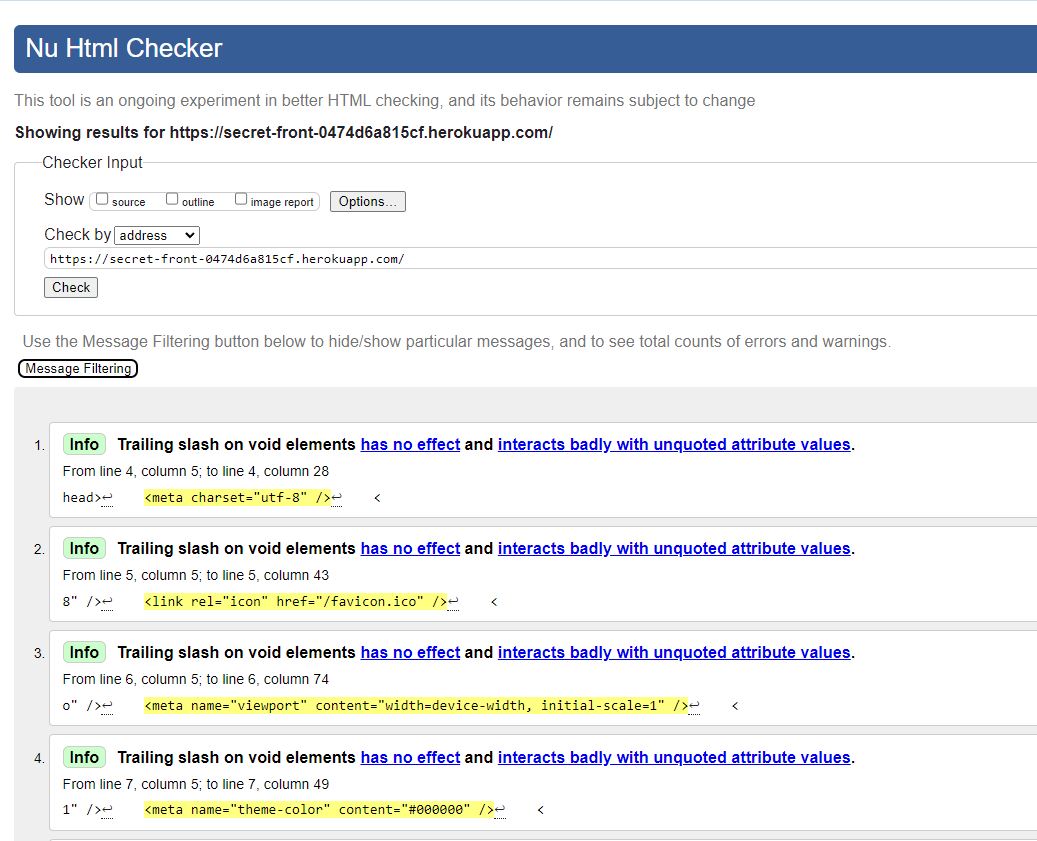 Nu Html Checker
This tool is an ongoing experiment in better HTML checking, and its behavior remains subject to change
Showing results for https://secret-front-0474d6a815cf.herokuapp.com/
Checker Input
Show source outline image report Options...
Check by address
https://secret-front-0474d6a815cf.herokuapp.com/
Check
Use the Message Filtering button below to hide/show particular messages, and to see total counts of errors and warnings.
Message Filtering
1. Info Trailing slash on void elements has no effect and interacts badly with unquoted attribute values.
From line 4, column 5; to line 4, column 28
head>↩ <meta charset="utf-8" />↩ <
2. Info Trailing slash on void elements has no effect and interacts badly with unquoted attribute values.
From line 5, column 5; to line 5, column 43
8" />↩ <link rel="icon" href="/favicon.ico" />↩ <
3. Info Trailing slash on void elements has no effect and interacts badly with unquoted attribute values.
From line 6, column 5; to line 6, column 74
o" />↩ <meta name="viewport" content="width=device-width, initial-scale=1" />↩ <
4. Info Trailing slash on void elements has no effect and interacts badly with unquoted attribute values.
From line 7, column 5; to line 7, column 49
1" />↩ <meta name="theme-color" content="#000000" />↩ <